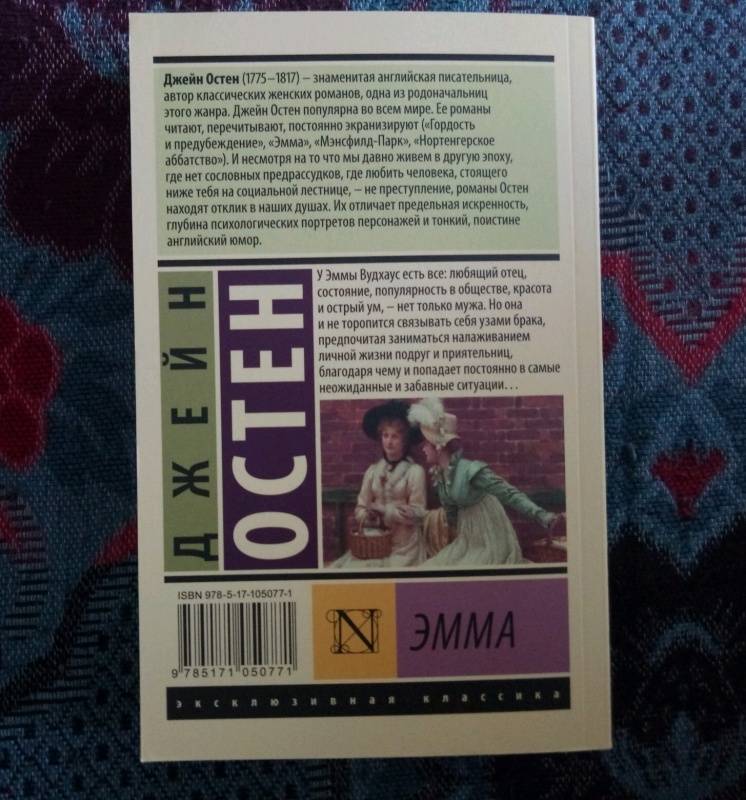 Джейн Остен (1775–1817) – знаменитая английская писательница,
автор классических женских романов, одна из родоначальниц
этого жанра. Джейн Остен популярна во всем мире. Ее романы
читают, перечитывают, постоянно экранизируют («Гордость
и предубеждение», «Эмма», «Мэнсфилд-Парк», «Нортенгерское
аббатство»). И несмотря на то что мы давно живем в другую эпоху,
где нет сословных предрассудков, где любить человека, стоящего
ниже тебя на социальной лестнице, – не преступление, романы Остен
находят отклик в наших душах. Их отличает предельная искренность,
глубина психологических портретов персонажей и тонкий, поистине
английский юмор.
ДЖЕЙН
ОСТЕН
У Эммы Вудхаус есть все: любящий отец,
состояние, популярность в обществе, красота
и острый ум, – нет только мужа. Но она
и не торопится связывать себя узами брака,
предпочитая заниматься налаживанием
личной жизни подруг и приятельниц,
благодаря чему и попадает постоянно в самые
неожиданные и забавные ситуации…
ISBN 978-5-17-105077-1
9 785171 050771
N
ЭММА
эксклюзивная классика